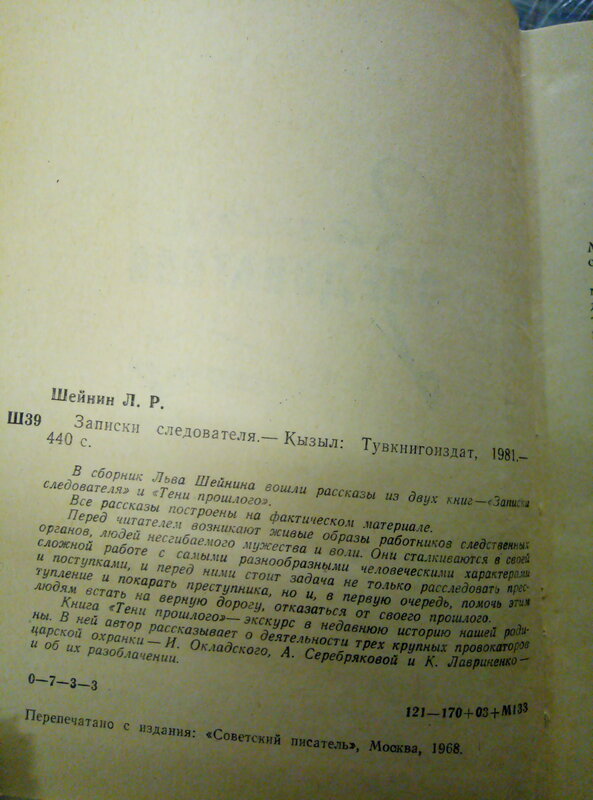 Шейнин Л. Р.
Ш39 Записки следователя.— Кызыл: Тувкнигоиздат, 1981.—
440 с.
В сборник Льва Шейнина вошли рассказы из двух книг—«Записки
следователя» и «Тени прошлого».
Все рассказы построены на фактическом материале.
Перед читателем возникают живые образы работников следственных
органов, людей несгибаемого мужества и воли. Они сталкиваются в своей
сложной работе с самыми разнообразными человеческими характерами
и поступками, и перед ними стоит задача не только расследовать прес-
тупление и покарать преступника, но и, в первую очередь, помочь этим
людям встать на верную дорогу, отказаться от своего прошлого.
Книга «Тени прошлого»— экскурс в недавнюю историю нашей роди-
ны. В ней автор рассказывает о деятельности трех крупных провокаторов
царской охранки — И. Окладского, А. Серебряковой и К. Лавриненко —
и об их разоблачении.
0—7—3—3
121—170+03+М133
Перепечатано с издания: «Советский писатель», Москва, 1968.